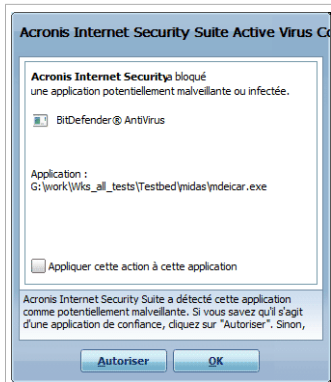 Acronis Internet Security Suite Active Virus Co
Acronis Internet Security a bloqué
une application potentiellement malveillante ou infectée.
BitDefender® AntiVirus
Application :
G:\work\Wks_all_tests\Testbed\midas\mdeicar.exe
Appliquer cette action à cette application
Acronis Internet Security Suite a détecté cette application
comme potentiellement malveillante. Si vous savez qu'il s'agit
d'une application de confiance, cliquez sur "Autoriser". Sinon,
Autoriser
OK